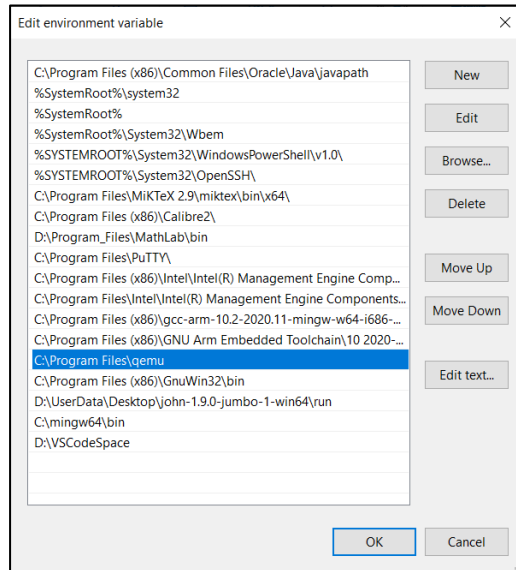 Edit environment variable
C:\Program Files (x86)\Common Files\Oracle\Java\javapath
%SystemRoot%\system32
%SystemRoot%
%SystemRoot%\System32\Wbem
%SYSTEMROOT%\System32\WindowsPowerShell\v1.0\
%SYSTEMROOT%\System32\OpenSSH\
C:\Program Files\MiKTeX 2.9\miktex\bin\x64\
C:\Program Files (x86)\Calibre2\
D:\Program_Files\MathLab\bin
C:\Program Files\PuTTY\
C:\Program Files (x86)\Intel\Intel(R) Management Engine Comp...
C:\Program Files\Intel\Intel(R) Management Engine Components...
C:\Program Files (x86)\gcc-arm-10.2-2020.11-mingw-w64-i686-...
C:\Program Files (x86)\GNU Arm Embedded Toolchain\10 2020-...
C:\Program Files\qemu
C:\Program Files (x86)\GnuWin32\bin
D:\UserData\Desktop\john-1.9.0-jumbo-1-win64\run
C:\mingw64\bin
D:\VSCodeSpace
New
Edit
Browse...
Delete
Move Up
Move Down
Edit text...
OK
Cancel